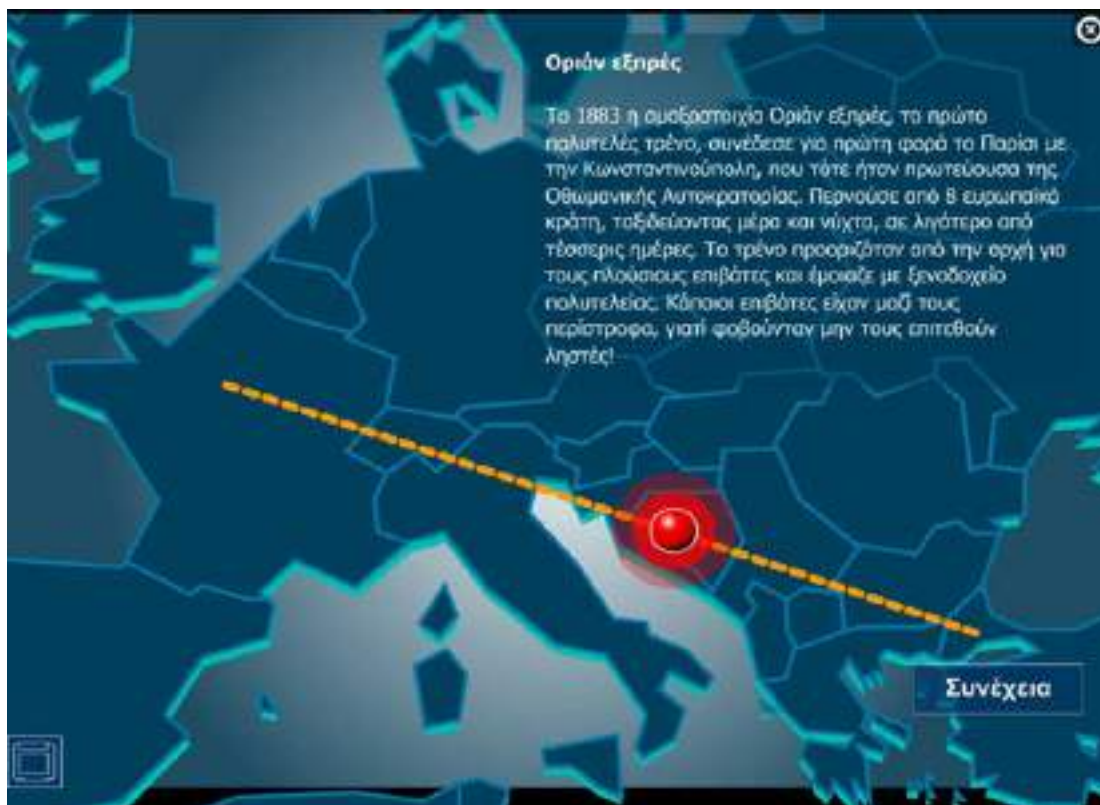 Οριάν εξπρές
Το 1883 η αμαξοστοιχία Οριάν εξπρές, το πρώτο
πολυτελές τρένο, συνέδεσε για πρώτη φορά το Παρίσι με
την Κωνσταντινούπολη, που τότε ήταν πρωτεύουσα της
Οθωμανικής Αυτοκρατορίας. Περνούσε από 8 ευρωπαϊκά
κράτη, ταξιδεύοντας μέρα και νύχτα, σε λιγότερο από
τέσσερις ημέρες. Το τρένο προοριζόταν από την αρχή για
τους πλούσιους επιβάτες και έμοιαζε με ξενοδοχείο
πολυτελείας. Κάποιοι επιβάτες είχαν μαζί τους
περίστροφα, γιατί φοβούνταν μην τους επιτεθούν
ληστές!
Συνέχεια